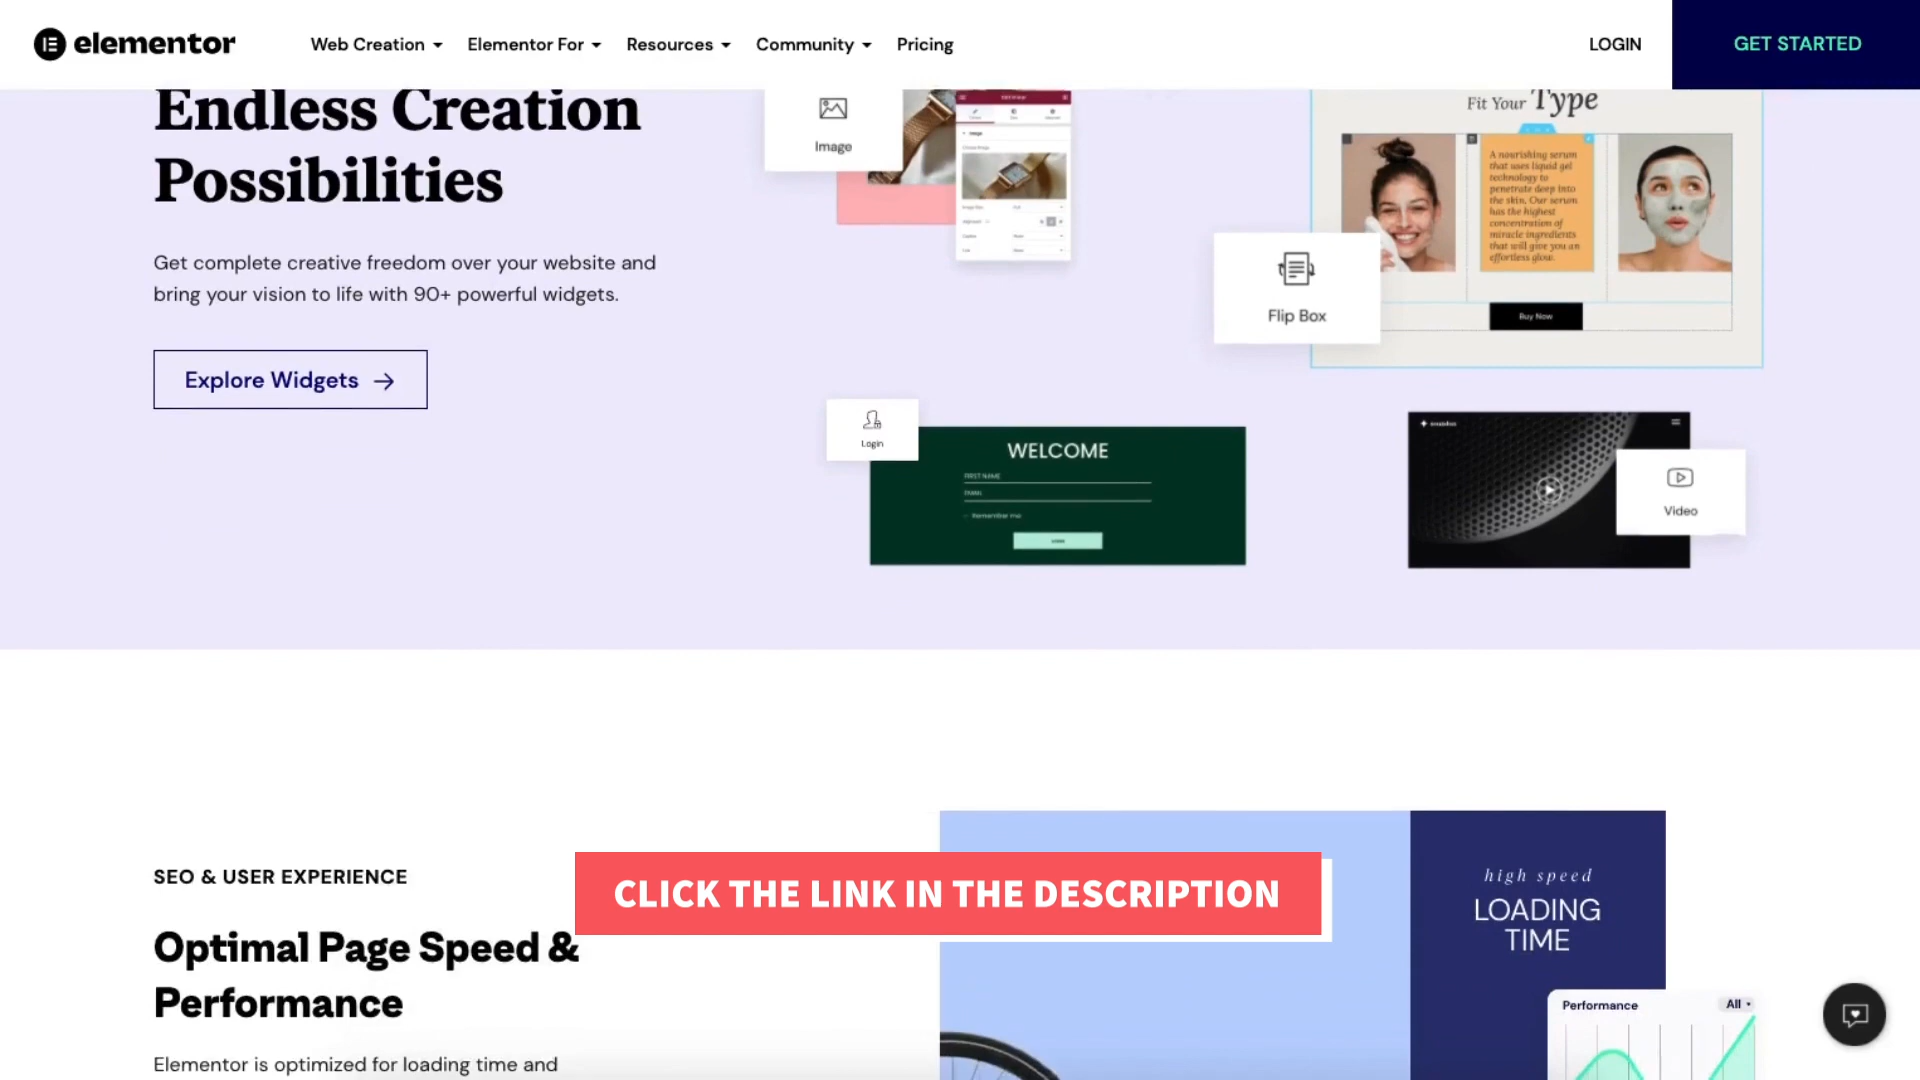 elementor
Web Creation
Elementor For
Resources
Community
Pricing
LOGIN
GET STARTED
Endless Creation
Possibilities
Get complete creative freedom over your website and
bring your vision to life with 90+ powerful widgets.
Explore Widgets
Image
Image
Fit Your Type
A nourishing serum
that uses liquid gel
technology to
penetrate deep into
the skin. Our serum
has the highest
concentration of
miracle ingredients
that will give you an
effortless glow.
Buy Now
Flip Box
Login
WELCOME
FIRST NAME
EMAIL
Remember me
Video
SEO & USER EXPERIENCE
Optimal Page Speed &
Performance
Elementor is optimized for loading time and
CLICK THE LINK IN THE DESCRIPTION
high speed
LOADING
TIME
Performance
All